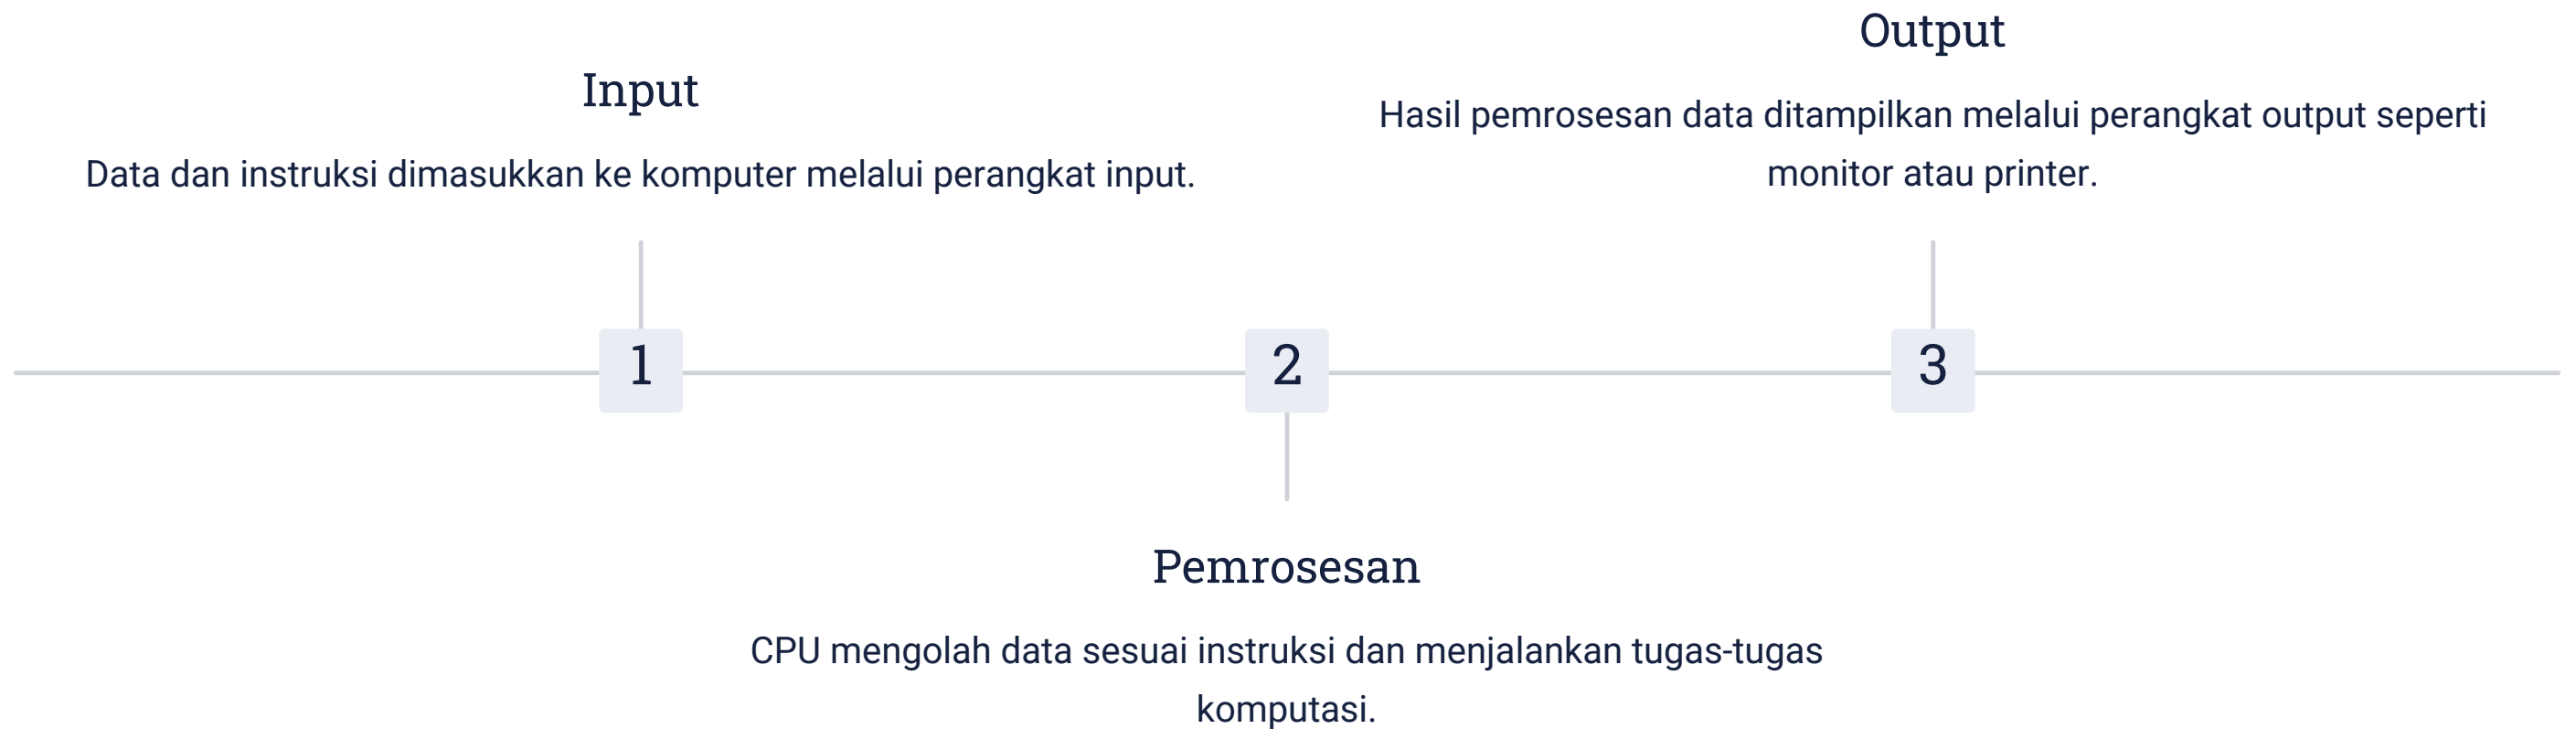 Input
Data dan instruksi dimasukkan ke komputer melalui perangkat input.
1
2
Pemrosesan
CPU mengolah data sesuai instruksi dan menjalankan tugas-tugas
komputasi.
Output
Hasil pemrosesan data ditampilkan melalui perangkat output seperti
monitor atau printer.
3